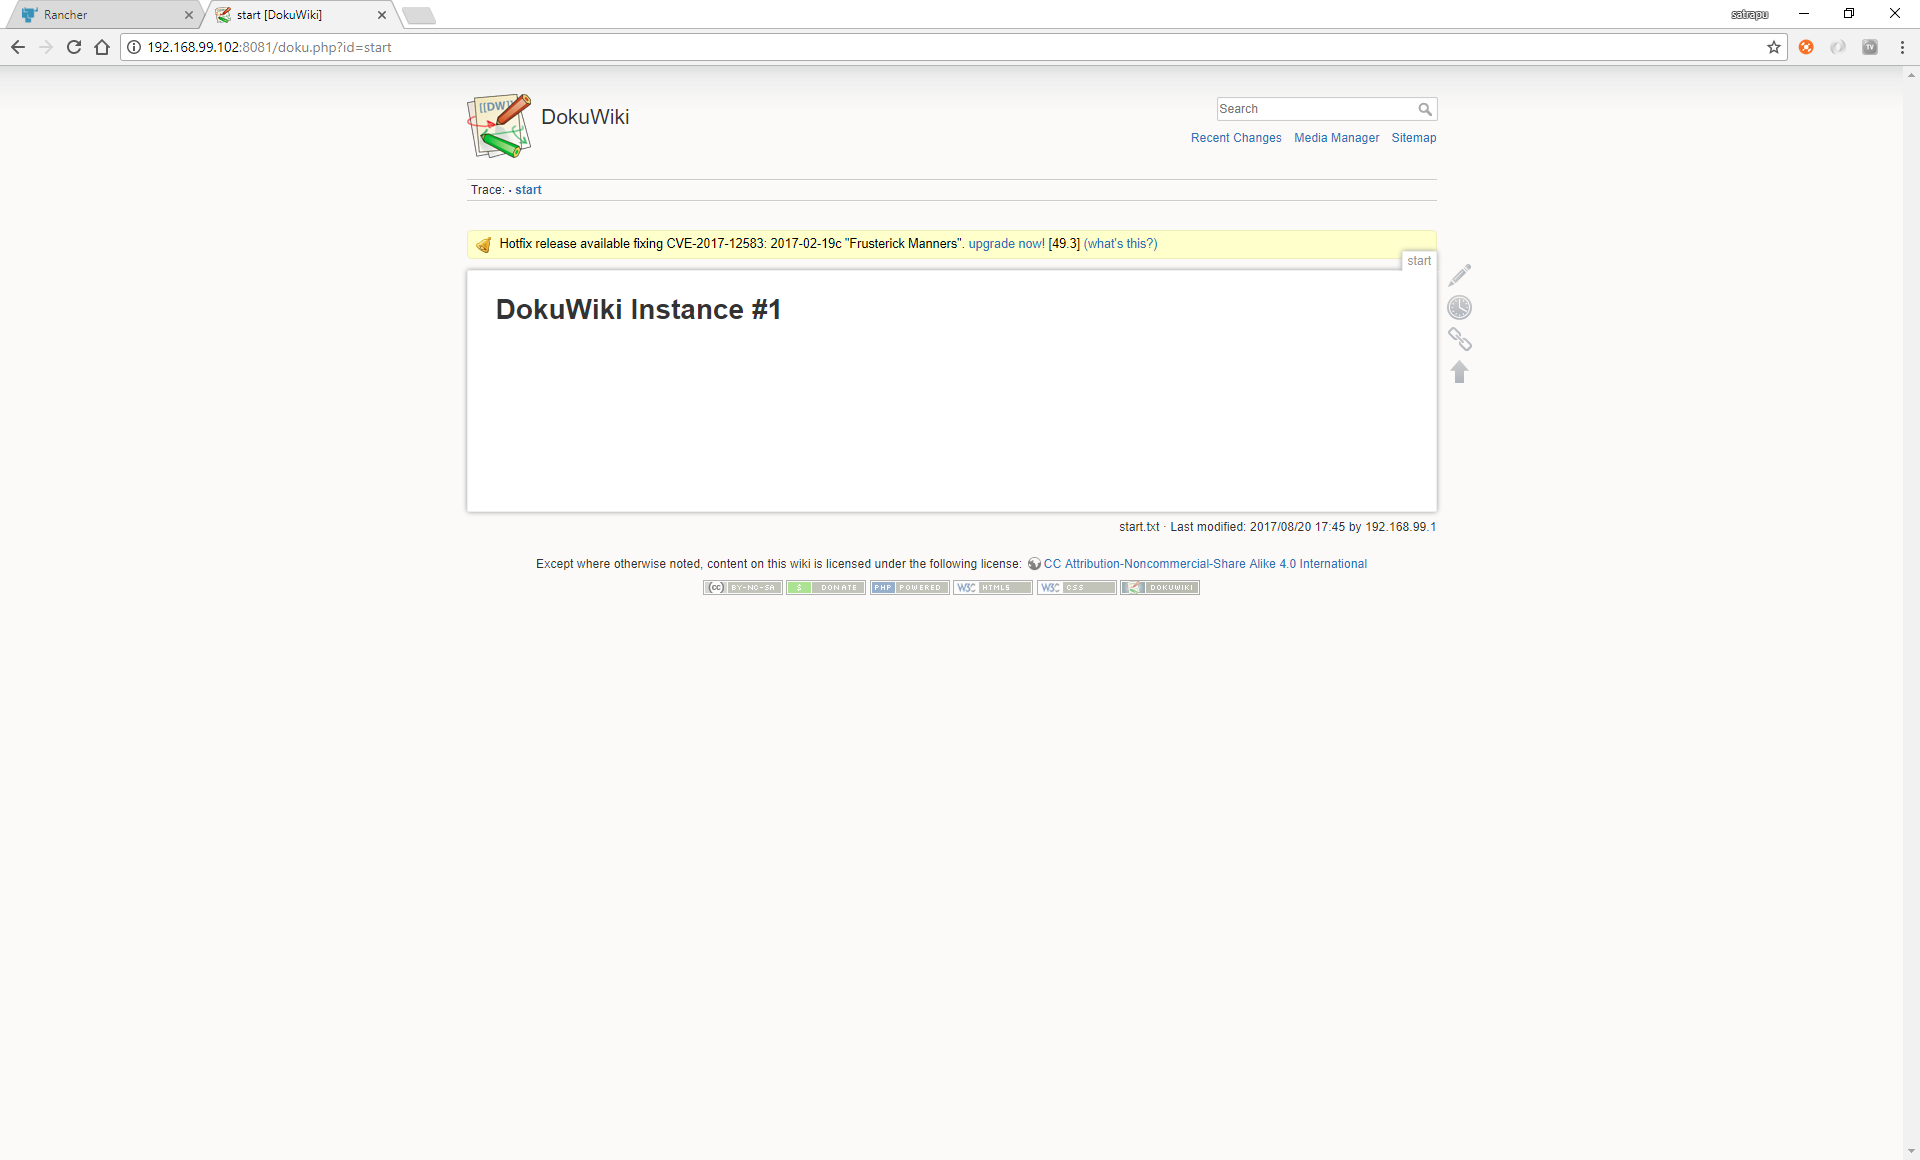 Rancher
start [DokuWiki]
satrapu
192.168.99.102:8081/doku.php?id=start
TV
[[DW]]
DokuWiki
Search
Recent Changes Media Manager Sitemap
Trace: · start
Hotfix release available fixing CVE-2017-12583: 2017-02-19c "Frusterick Manners". upgrade now! [49.3] (what's this?)
start
DokuWiki Instance #1
start.txt · Last modified: 2017/08/20 17:45 by 192.168.99.1
Except where otherwise noted, content on this wiki is licensed under the following license: CC Attribution-Noncommercial-Share Alike 4.0 International
cc BY-NC-SA $ DONATE PHP POWERED W3C HTML5 W3C CSS DOKUWIKI